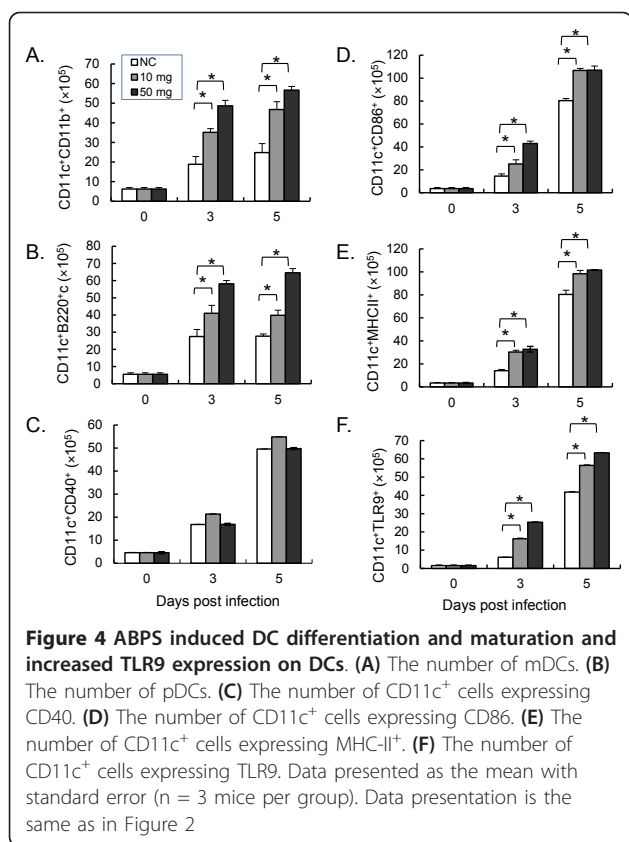 A.
NC
10 mg
50 mg
CD11c⁺CD11b⁺ (×10⁵)
70
60
50
40
30
20
10
0
* * * *
0 3 5
B.
CD11c⁺B220⁺c (×10⁵)
80
70
60
50
40
30
20
10
0
* * * *
0 3 5
C.
CD11c⁺CD40⁺ (×10⁵)
60
50
40
30
20
10
0
0 3 5
Days post infection
D.
CD11c⁺CD86⁺ (×10⁵)
120
100
80
60
40
20
0
* * * *
0 3 5
E.
CD11c⁺MHCII⁺ (×10⁵)
120
100
80
60
40
20
0
* * * *
0 3 5
F.
CD11c⁺TLR9⁺ (×10⁵)
70
60
50
40
30
20
10
0
* * * *
0 3 5
Days post infection
Figure 4 ABPS induced DC differentiation and maturation and
increased TLR9 expression on DCs. (A) The number of mDCs. (B)
The number of pDCs. (C) The number of CD11c⁺ cells expressing
CD40. (D) The number of CD11c⁺ cells expressing CD86. (E) The
number of CD11c⁺ cells expressing MHC-II⁺. (F) The number of
CD11c⁺ cells expressing TLR9. Data presented as the mean with
standard error (n = 3 mice per group). Data presentation is the
same as in Figure 2